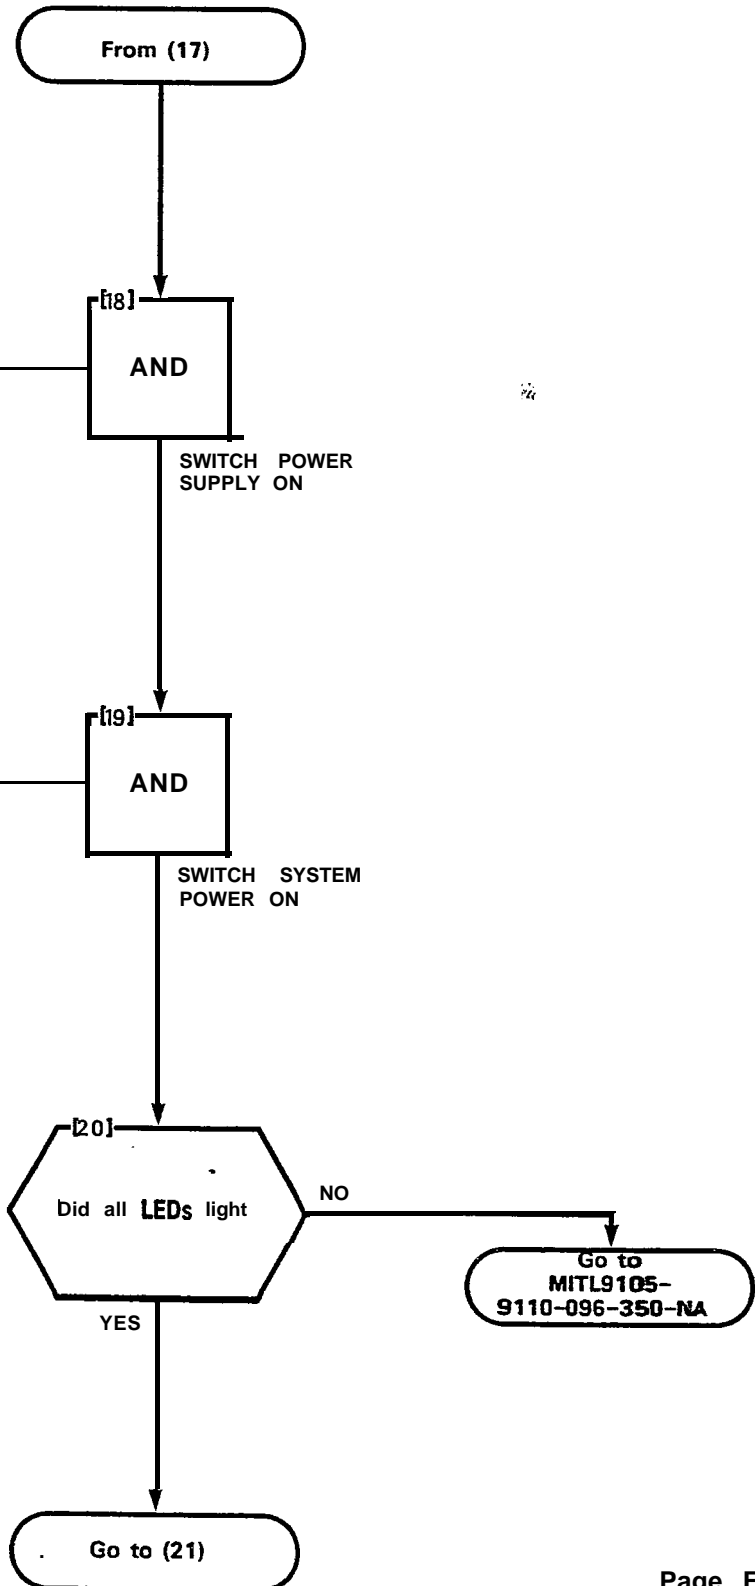 From (17)
[18]
AND
SWITCH POWER
SUPPLY ON
[19]
AND
SWITCH SYSTEM
POWER ON
[20]
Did all LEDs light
NO
Go to
MITL9105-
9110-096-350-NA
YES
Go to (21)
Page